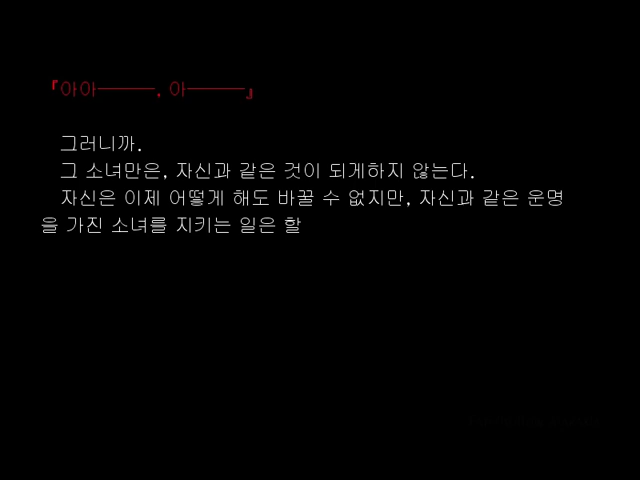 『아아―――. 아―――』
그러니까.
그 소녀만은, 자신과 같은 것이 되게하지 않는다.
자신은 이제 어떻게 해도 바꿀 수 없지만, 자신과 같은 운명
을 가진 소녀를 지키는 일은 할